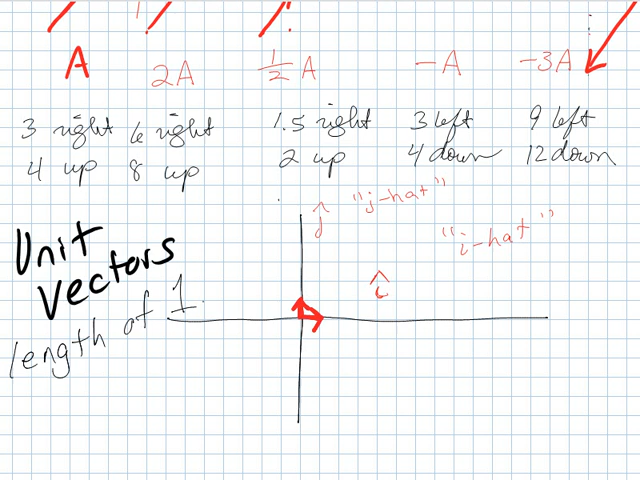 A 2A 1/2 A -A -3A
3 right 6 right 1.5 right 3 left 9 left
4 up 8 up 2 up 4 down 12 down
ĵ "j-hat"
"i-hat"
î
Unit
vectors
length of 1